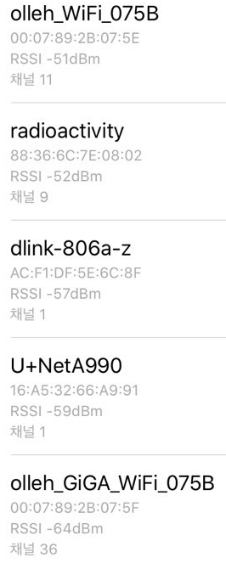 olleh_WiFi_075B
00:07:89:2B:07:5E
RSSI -51dBm
채널 11
radioactivity
88:36:6C:7E:08:02
RSSI -52dBm
채널 9
dlink-806a-z
AC:F1:DF:5E:6C:8F
RSSI -57dBm
채널 1
U+NetA990
16:A5:32:66:A9:91
RSSI -59dBm
채널 1
olleh_GiGA_WiFi_075B
00:07:89:2B:07:5F
RSSI -64dBm
채널 36